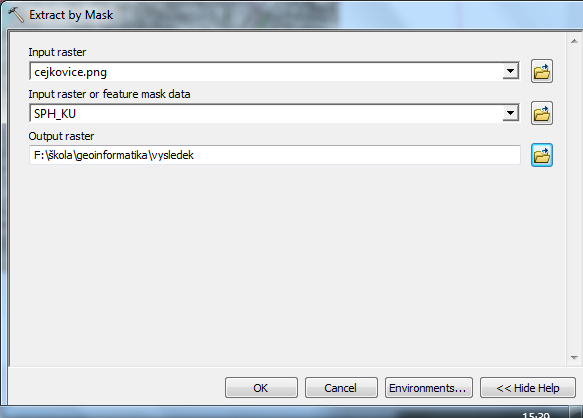 Extract by Mask
Input raster
cejkovice.png
Input raster or feature mask data
SPH_KU
Output raster
F:\škola\geoinformatika\vysledek
OK
Cancel
Environments...
<< Hide Help